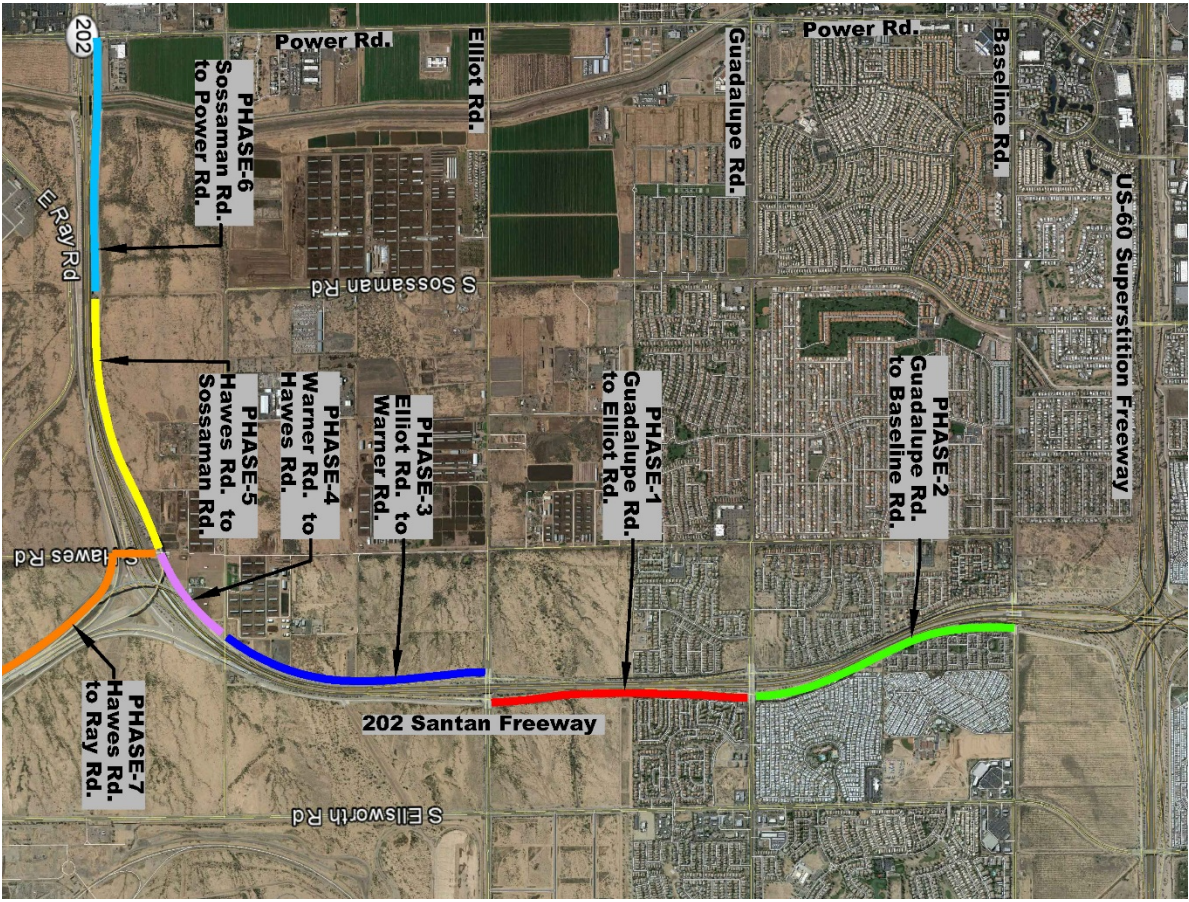 202
Power Rd.
Elliot Rd.
Guadalupe Rd.
Power Rd.
Baseline Rd.
US-60 Superstition Freeway
PHASE-6
Sossaman Rd.
to Power Rd.
E Ray Rd
S Sossaman Rd
PHASE-5
Hawes Rd. to
Sossaman Rd.
PHASE-4
Warner Rd. to
Hawes Rd.
PHASE-3
Elliot Rd. to
Warner Rd.
PHASE-1
Guadalupe Rd.
to Elliot Rd.
PHASE-2
Guadalupe Rd.
to Baseline Rd.
S Hawes Rd
202 Santan Freeway
PHASE-7
Hawes Rd.
to Ray Rd.
S Ellsworth Rd